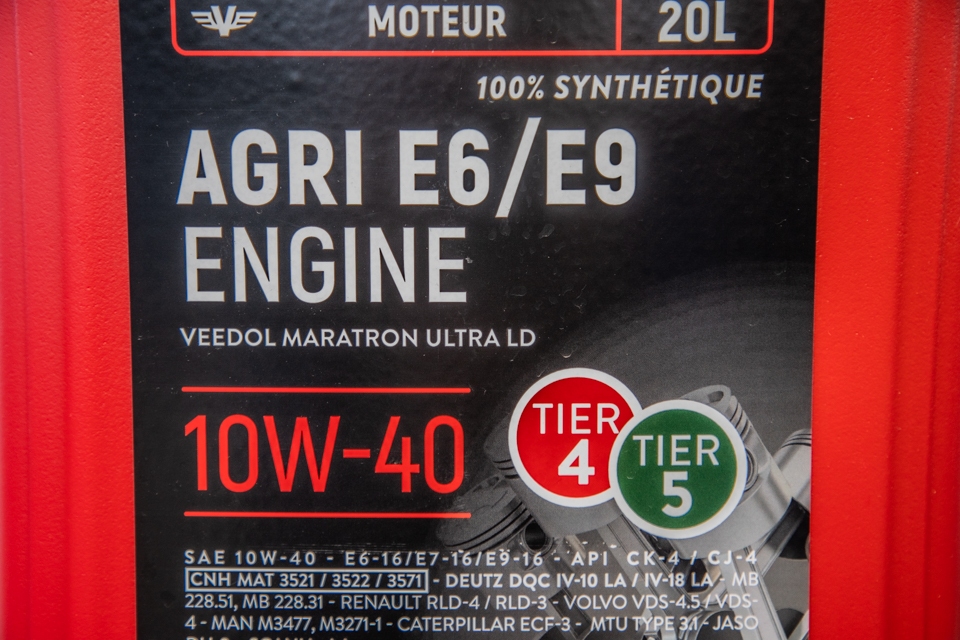 MOTEUR 20L
100% SYNTHÉTIQUE
AGRI E6/E9
ENGINE
VEEDOL MARATRON ULTRA LD
10W-40
TIER
4
TIER
5
SAE 10W-40 - E6-16/E7-16/E9-16 - API CK-4 / CJ-4
CNH MAT 3521 / 3522 / 3571 - DEUTZ DQC IV-10 LA / IV-18 LA - MB
228.51, MB 228.31 - RENAULT RLD-4 / RLD-3 - VOLVO VDS-4.5 / VDS-
4 - MAN M3477, M3271-1 - CATERPILLAR ECF-3 - MTU TYPE 3.1 - JASO